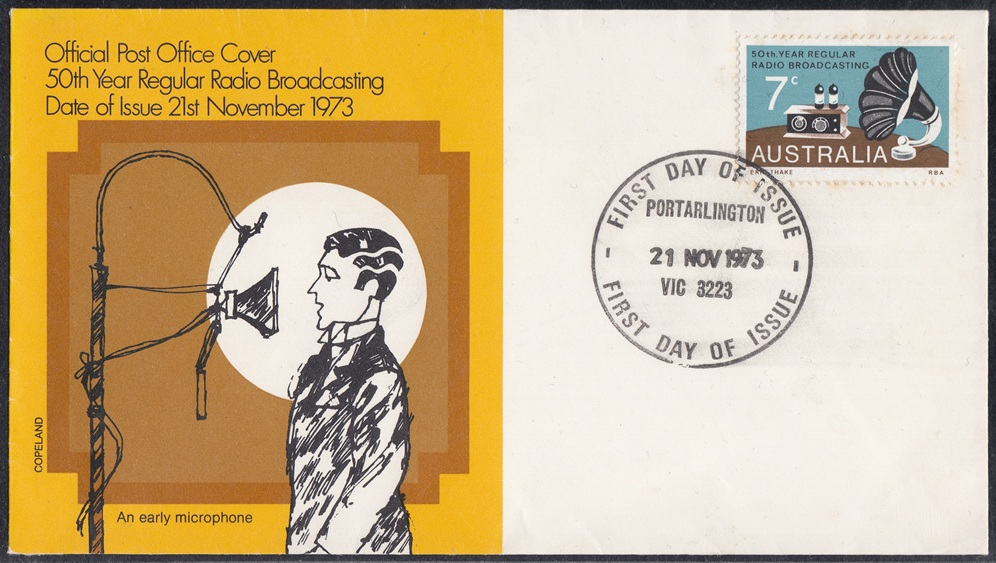 Official Post Office Cover
50th Year Regular Radio Broadcasting
Date of Issue 21st November 1973
COPELAND
An early microphone
50th. YEAR REGULAR
RADIO BROADCASTING
7c
AUSTRALIA
ERIC THAKE
RBA
FIRST DAY OF ISSUE
PORTARLINGTON
21 NOV 1973
VIC 3223
FIRST DAY OF ISSUE